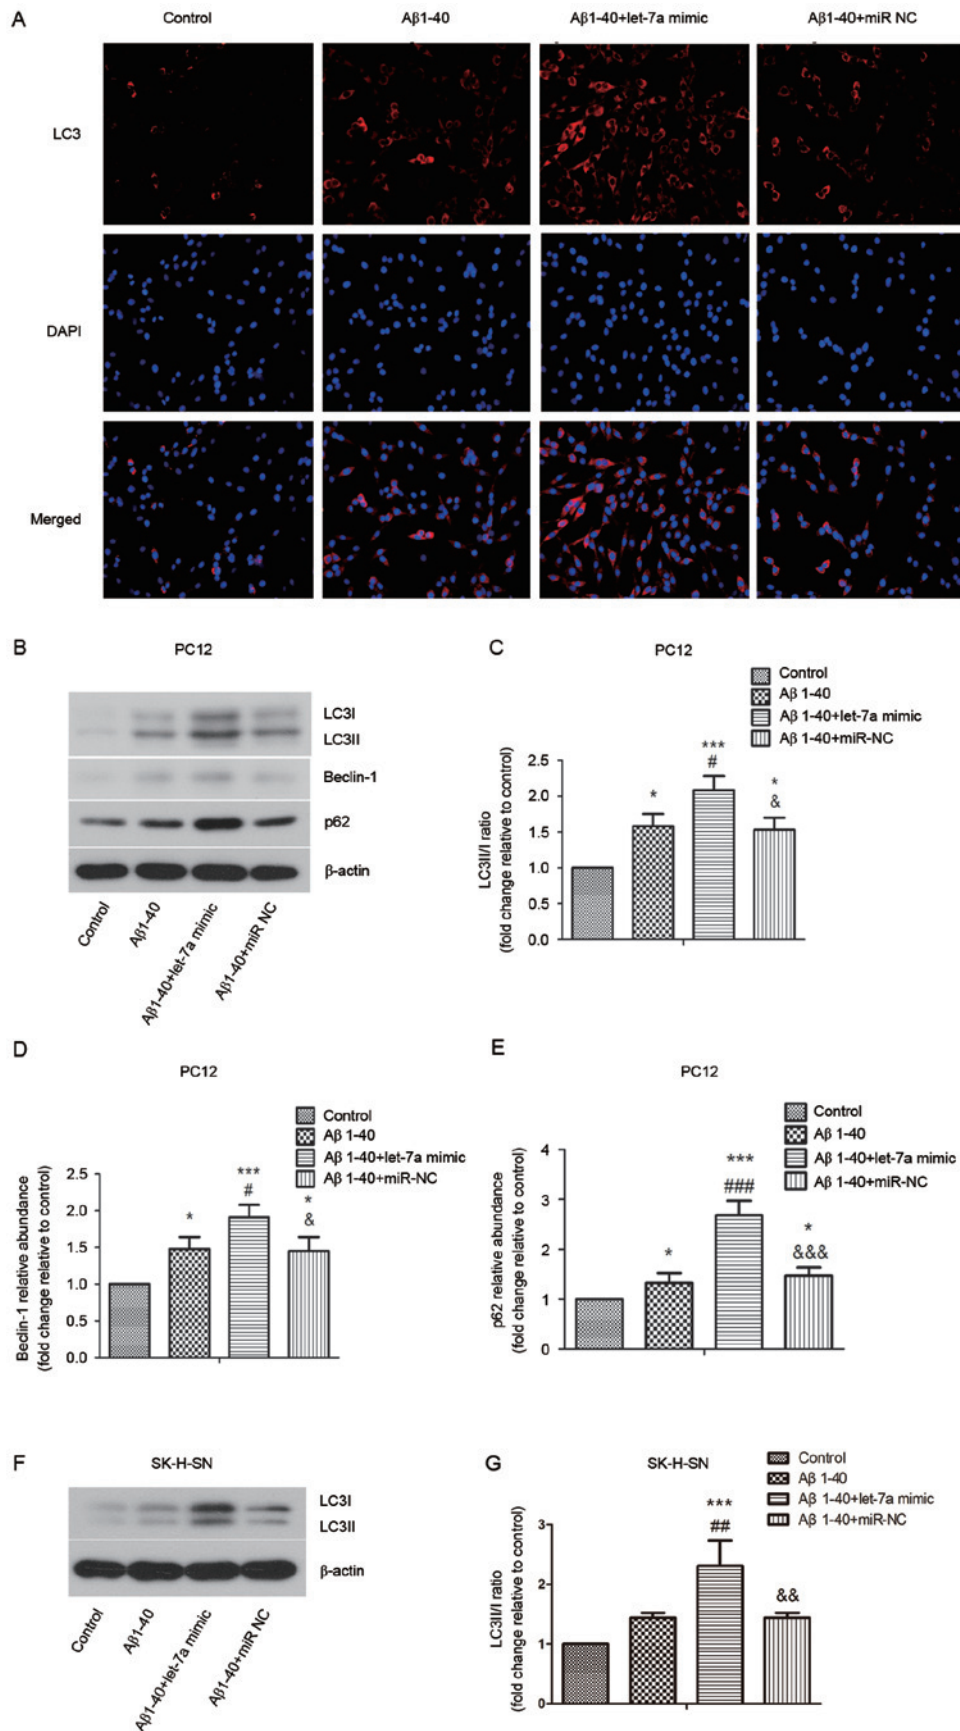 A
Control
Aβ1-40
Aβ1-40+let-7a mimic
Aβ1-40+miR NC
LC3
DAPI
Merged
B
PC12
LC3I
LC3II
Beclin-1
p62
β-actin
Control
Aβ1-40
Aβ1-40+let-7a mimic
Aβ1-40+miR NC
C
PC12
Control
Aβ 1-40
Aβ 1-40+let-7a mimic
Aβ 1-40+miR-NC
LC3II/I ratio
(fold change relative to control)
2.5
2.0
1.5
1.0
0.5
0.0
*
***
#
*
&
D
PC12
Control
Aβ 1-40
Aβ 1-40+let-7a mimic
Aβ 1-40+miR-NC
Beclin-1 relative abundance
(fold change relative to control)
2.5
2.0
1.5
1.0
0.5
0.0
*
***
#
*
&
E
PC12
Control
Aβ 1-40
Aβ 1-40+let-7a mimic
Aβ 1-40+miR-NC
p62 relative abundance
(fold change relative to control)
4
3
2
1
0
*
***
###
*
&&&
F
SK-H-SN
LC3I
LC3II
β-actin
Control
Aβ1-40
Aβ1-40+let-7a mimic
Aβ1-40+miR NC
G
SK-H-SN
Control
Aβ 1-40
Aβ 1-40+let-7a mimic
Aβ 1-40+miR-NC
LC3II/I ratio
(fold change relative to control)
3
2
1
0
***
##
&&